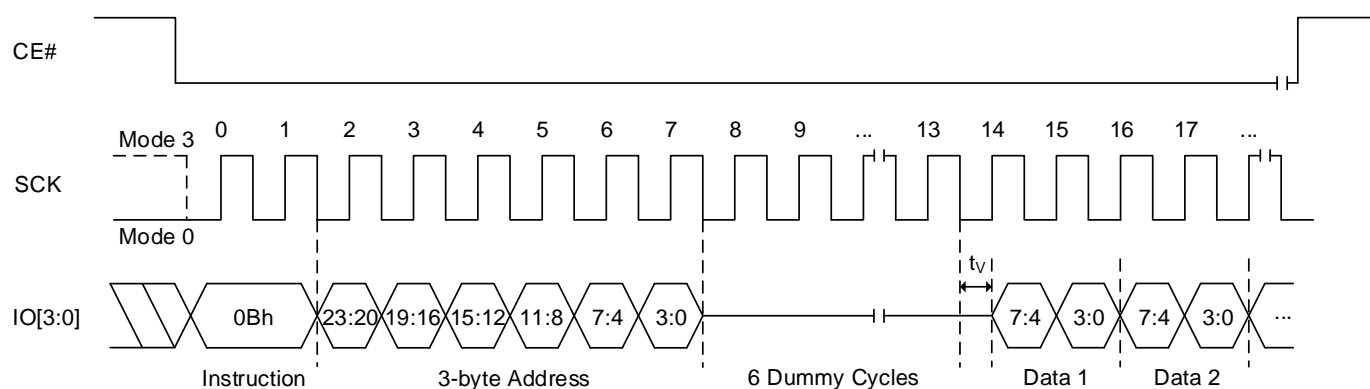 CE#
Mode 3 0 1 2 3 4 5 6 7 8 9 ... 13 14 15 16 17 ...
SCK
Mode 0
tV
IO[3:0] 0Bh 23:20 19:16 15:12 11:8 7:4 3:0 7:4 3:0 7:4 3:0 ...
Instruction 3-byte Address 6 Dummy Cycles Data 1 Data 2